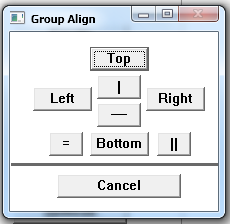 Group Align
Top
|
Left Right
—
= Bottom ||
Cancel